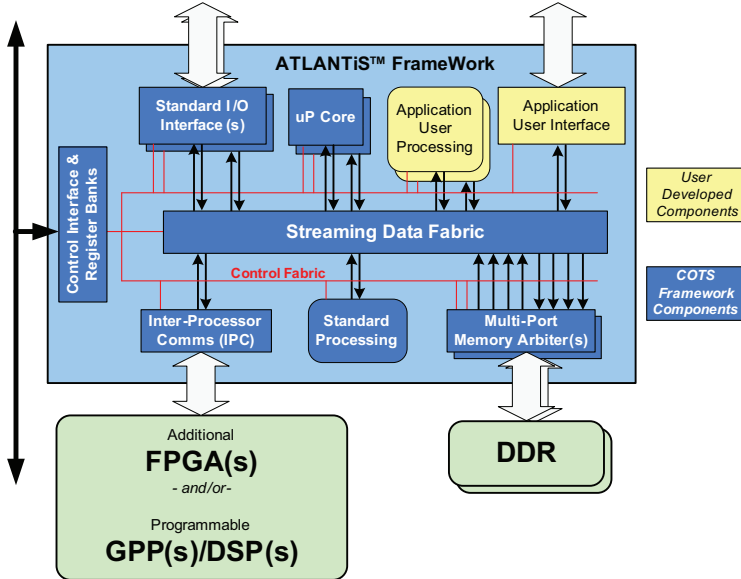 ATLANTiS™ FrameWork
Standard I/O
Interface (s)
uP Core
Application
User
Processing
Application
User Interface
Control Interface &
Register Banks
User
Developed
Components
Streaming Data Fabric
Control Fabric
COTS
Framework
Components
Inter-Processor
Comms (IPC)
Standard
Processing
Multi-Port
Memory Arbiter(s)
Additional
FPGA(s)
- and/or-
Programmable
GPP(s)/DSP(s)
DDR